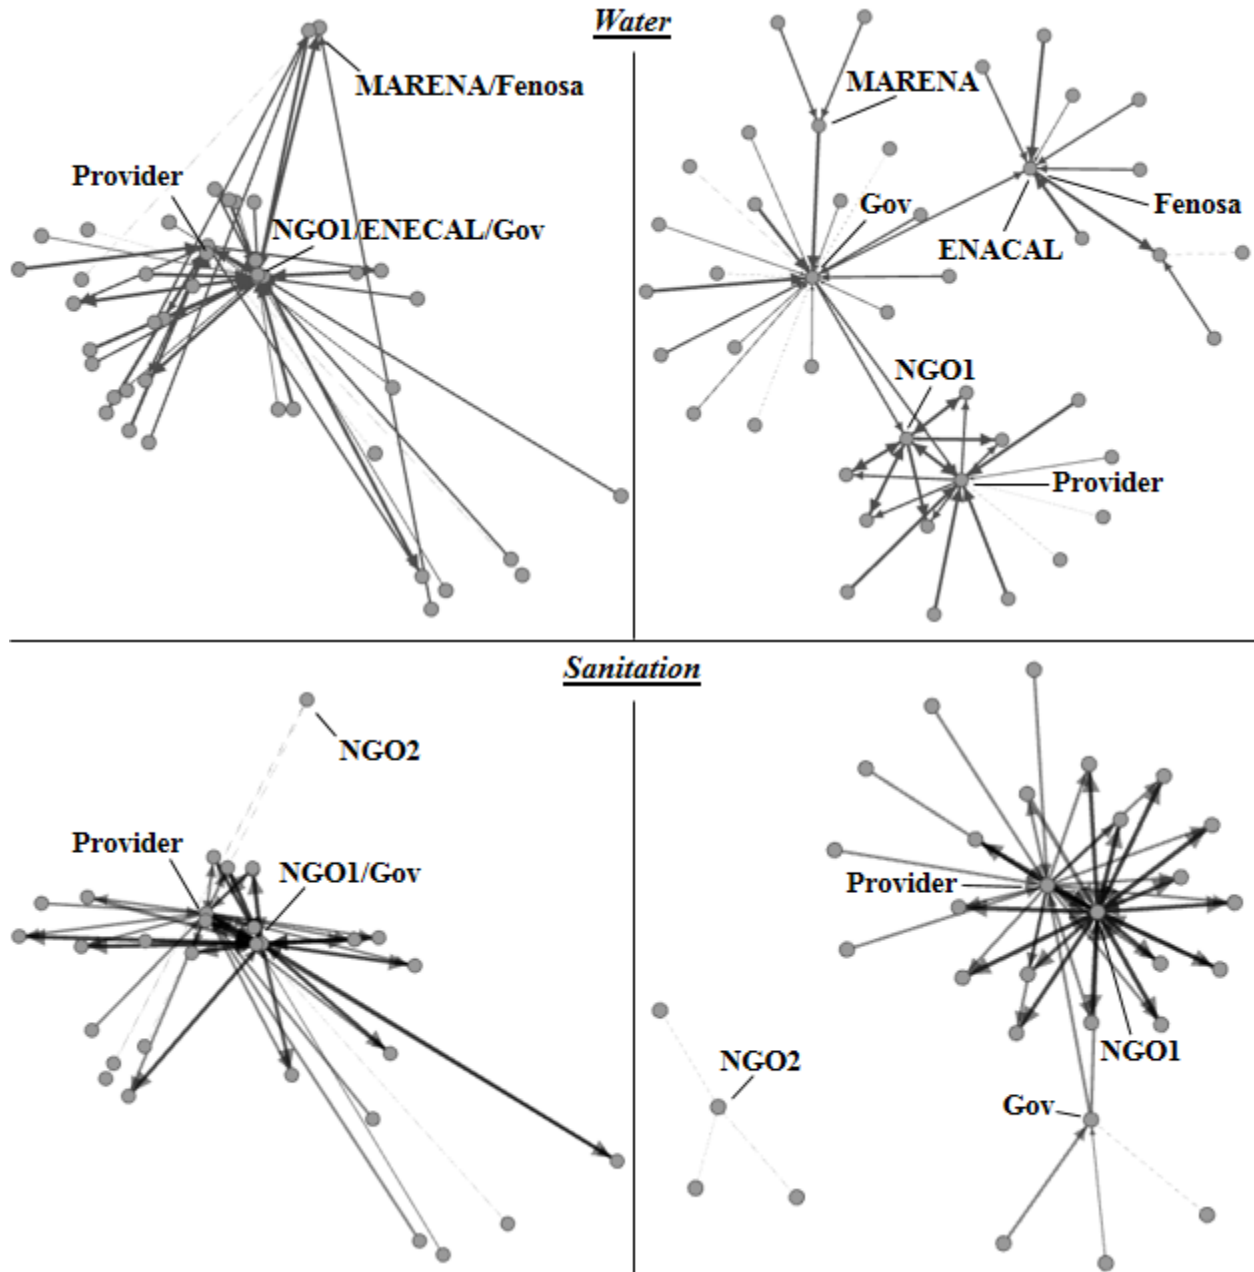 Water
MARENA/Fenosa
Provider
NGO1/ENECAL/Gov
MARENA
Gov
Fenosa
ENACAL
NGO1
Provider
Sanitation
NGO2
Provider
NGO1/Gov
Provider
NGO1
NGO2
Gov